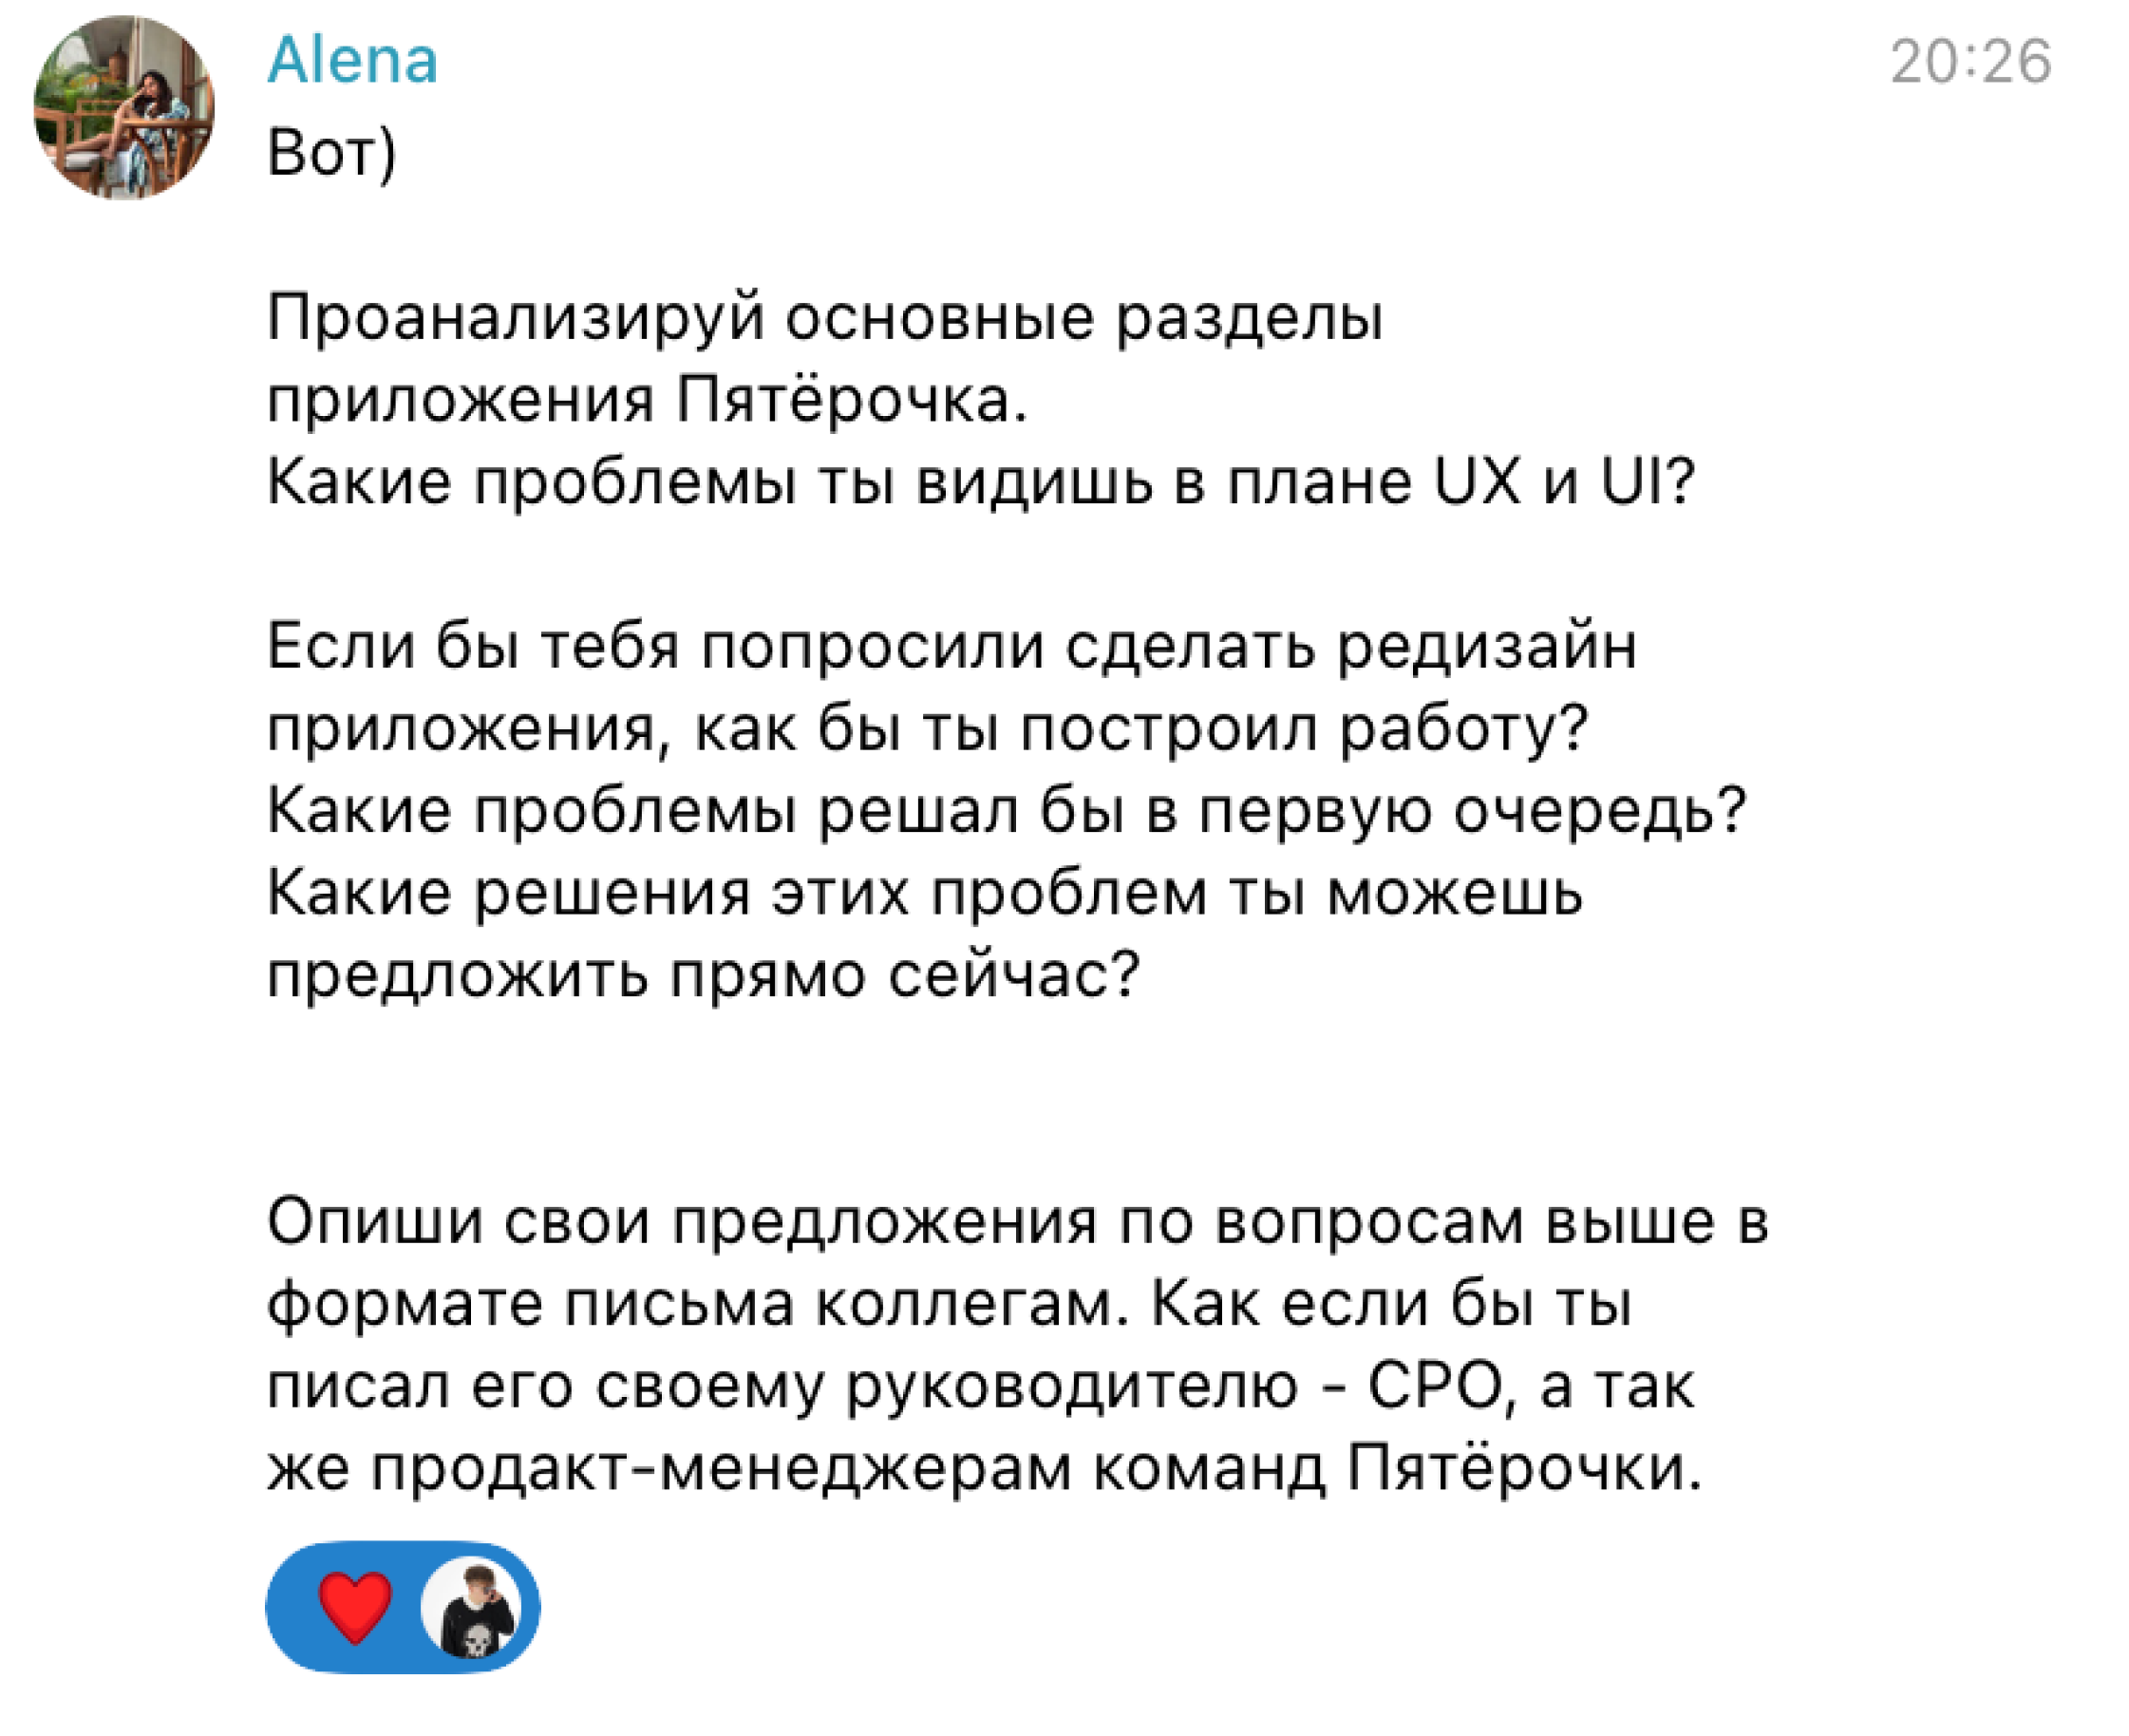 Alena 20:26
Вот)
Проанализируй основные разделы
приложения Пятёрочка.
Какие проблемы ты видишь в плане UX и UI?
Если бы тебя попросили сделать редизайн
приложения, как бы ты построил работу?
Какие проблемы решал бы в первую очередь?
Какие решения этих проблем ты можешь
предложить прямо сейчас?
Опиши свои предложения по вопросам выше в
формате письма коллегам. Как если бы ты
писал его своему руководителю - CPO, а так
же продакт-менеджерам команд Пятёрочки.